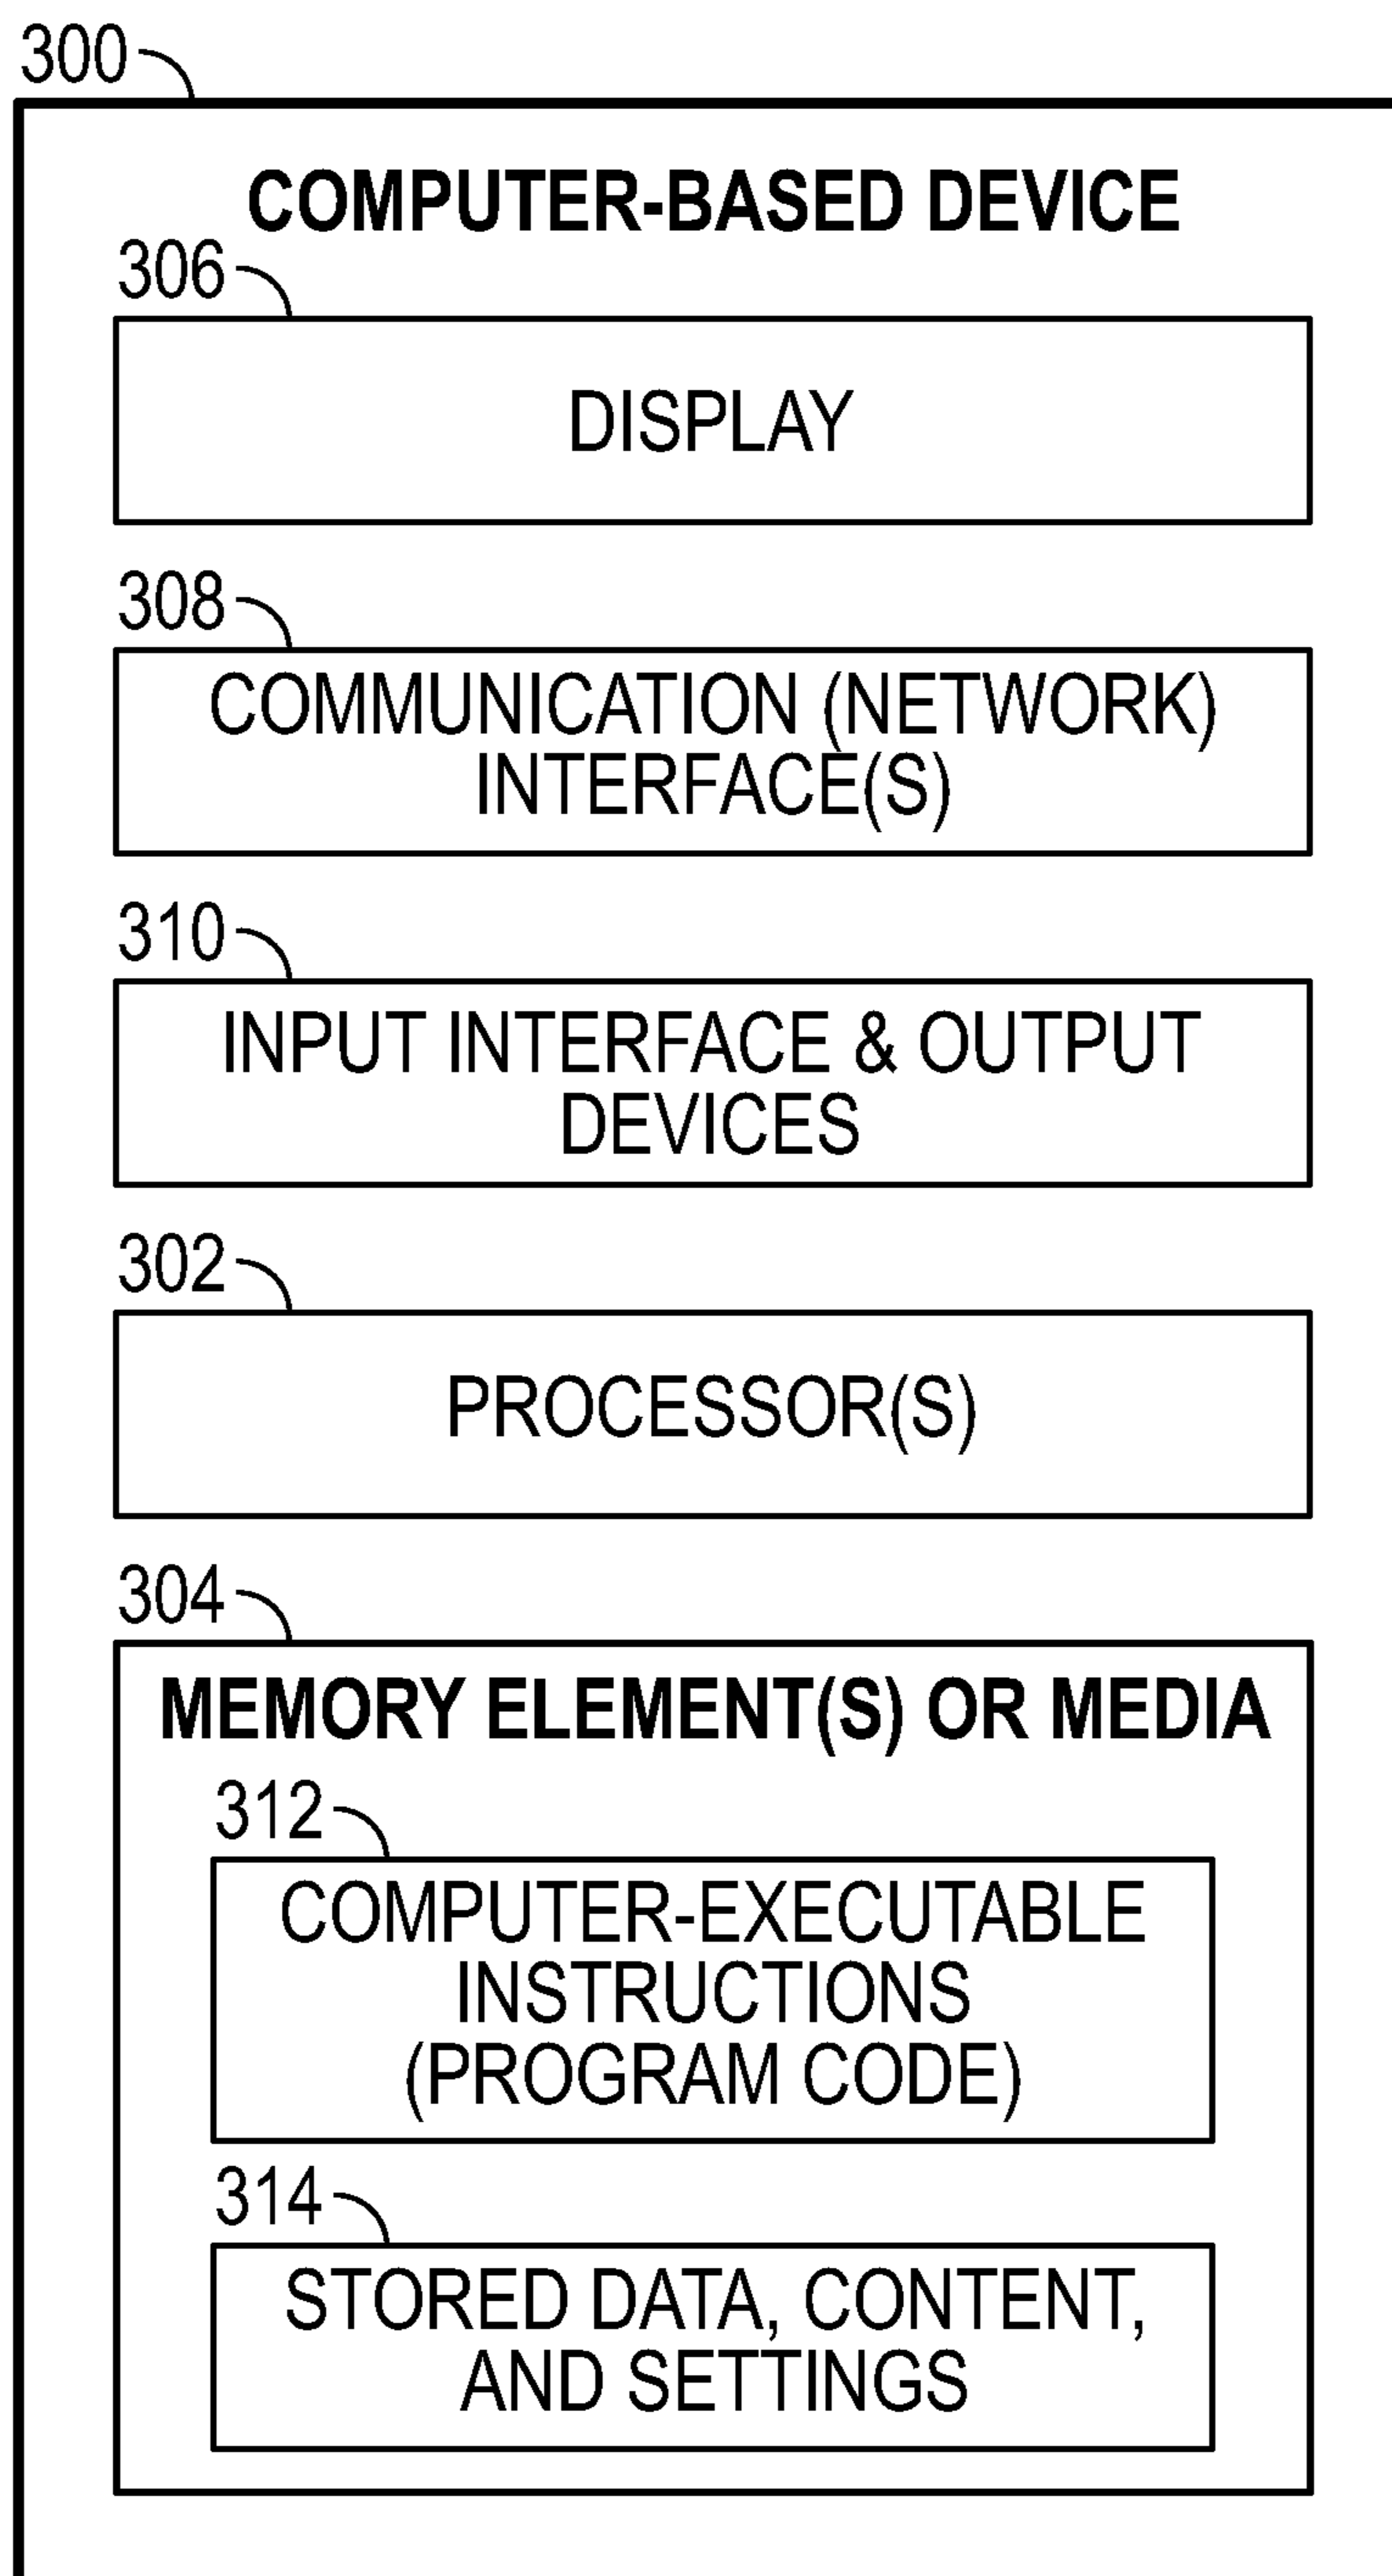 300
COMPUTER-BASED DEVICE
306
DISPLAY
308
COMMUNICATION (NETWORK)
INTERFACE(S)
310
INPUT INTERFACE & OUTPUT
DEVICES
302
PROCESSOR(S)
304
MEMORY ELEMENT(S) OR MEDIA
312
COMPUTER-EXECUTABLE
INSTRUCTIONS
(PROGRAM CODE)
314
STORED DATA, CONTENT,
AND SETTINGS